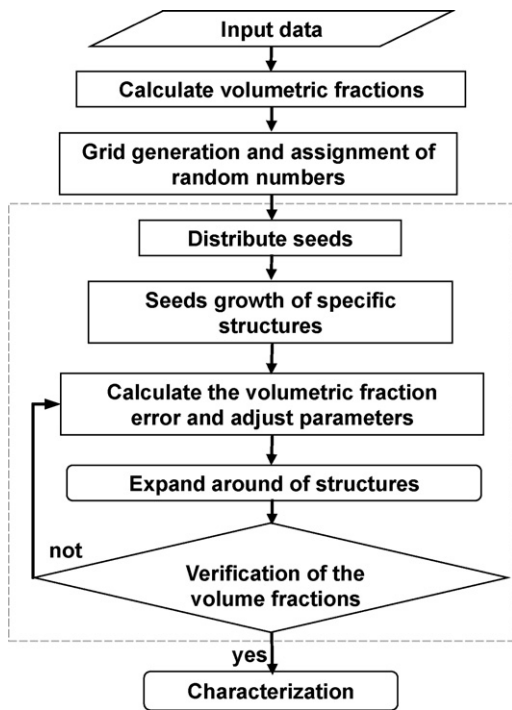 Input data
Calculate volumetric fractions
Grid generation and assignment of
random numbers
Distribute seeds
Seeds growth of specific
structures
Calculate the volumetric fraction
error and adjust parameters
Expand around of structures
not
Verification of the
volume fractions
yes
Characterization